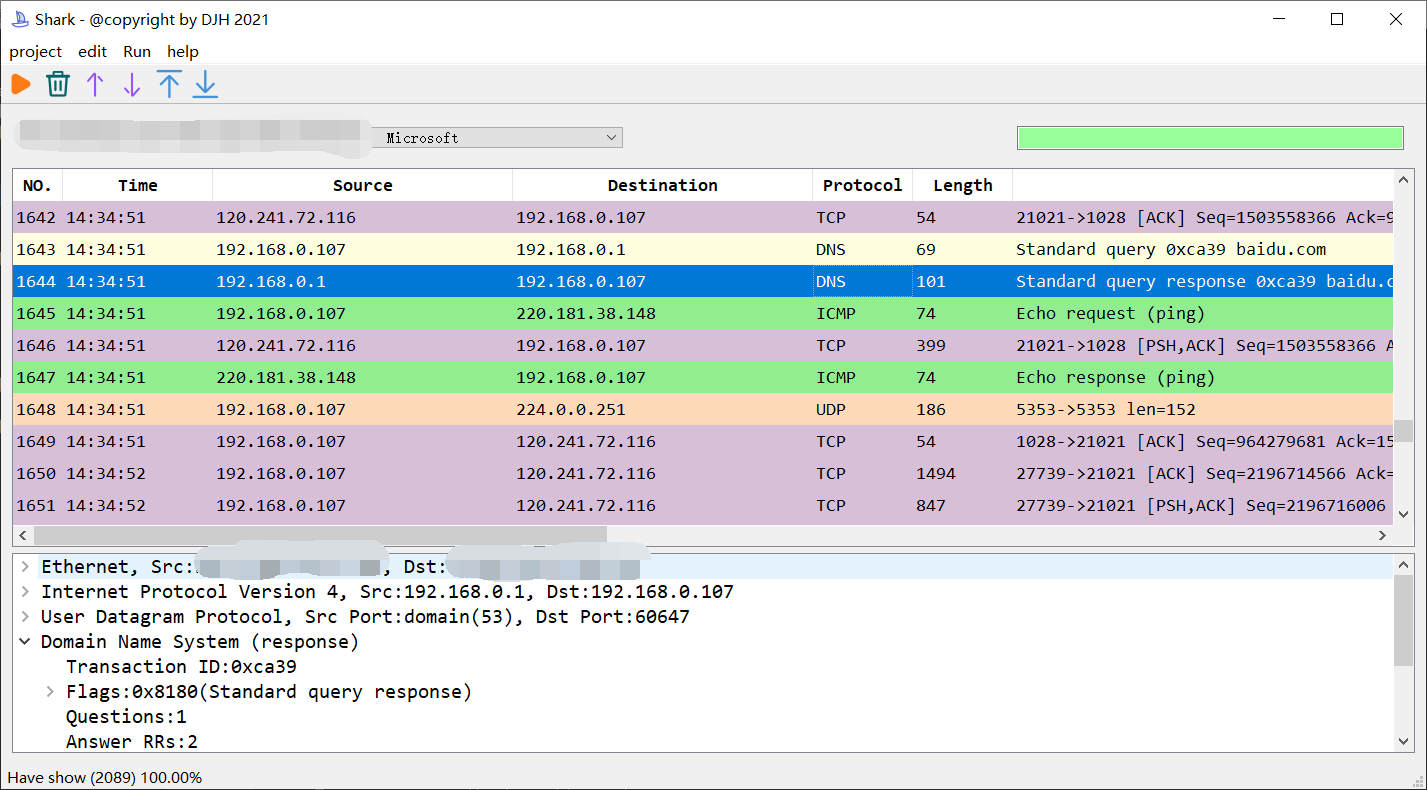 Shark - @copyright by DJH 2021
project edit Run help
Microsoft
NO. Time Source Destination Protocol Length
1642 14:34:51 120.241.72.116 192.168.0.107 TCP 54 21021->1028 [ACK] Seq=1503558366 Ack=9
1643 14:34:51 192.168.0.107 192.168.0.1 DNS 69 Standard query 0xca39 baidu.com
1644 14:34:51 192.168.0.1 192.168.0.107 DNS 101 Standard query response 0xca39 baidu.c
1645 14:34:51 192.168.0.107 220.181.38.148 ICMP 74 Echo request (ping)
1646 14:34:51 120.241.72.116 192.168.0.107 TCP 399 21021->1028 [PSH,ACK] Seq=1503558366 A
1647 14:34:51 220.181.38.148 192.168.0.107 ICMP 74 Echo response (ping)
1648 14:34:51 192.168.0.107 224.0.0.251 UDP 186 5353->5353 len=152
1649 14:34:51 192.168.0.107 120.241.72.116 TCP 54 1028->21021 [ACK] Seq=964279681 Ack=15
1650 14:34:52 192.168.0.107 120.241.72.116 TCP 1494 27739->21021 [ACK] Seq=2196714566 Ack=
1651 14:34:52 192.168.0.107 120.241.72.116 TCP 847 27739->21021 [PSH,ACK] Seq=2196716006
Ethernet, Src: , Dst:
Internet Protocol Version 4, Src:192.168.0.1, Dst:192.168.0.107
User Datagram Protocol, Src Port:domain(53), Dst Port:60647
Domain Name System (response)
Transaction ID:0xca39
Flags:0x8180(Standard query response)
Questions:1
Answer RRs:2
Have show (2089) 100.00%